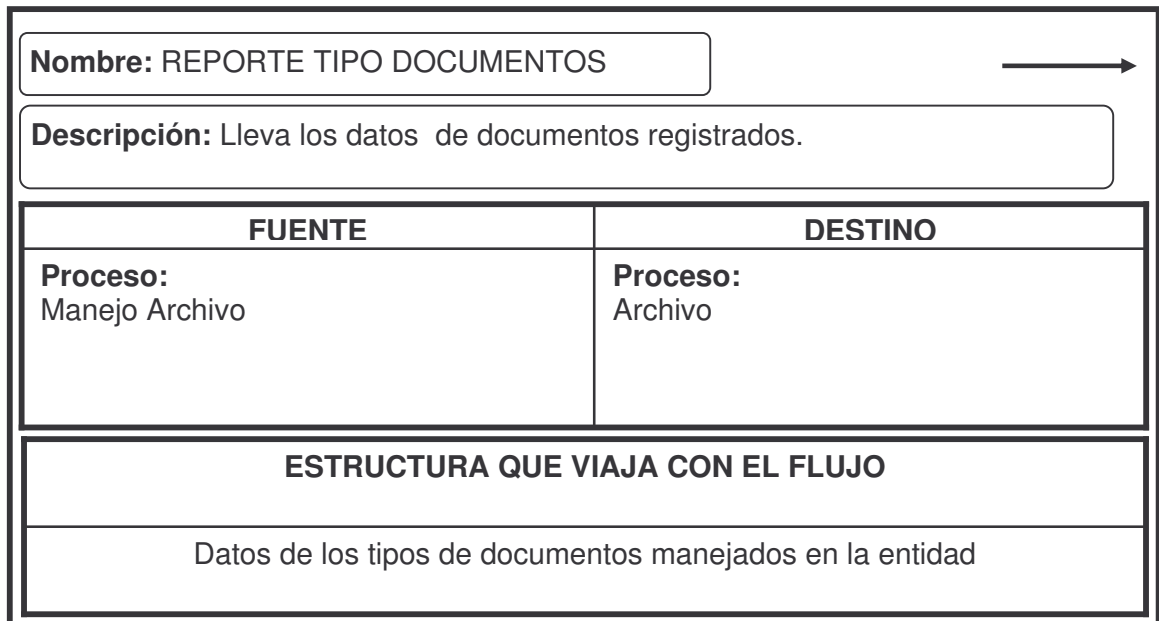 Nombre: REPORTE TIPO DOCUMENTOS
Descripción: Lleva los datos  de documentos registrados.
FUENTE
DESTINO
Proceso:
Manejo Archivo
Proceso:
Archivo
ESTRUCTURA QUE VIAJA CON EL FLUJO
Datos de los tipos de documentos manejados en la entidad